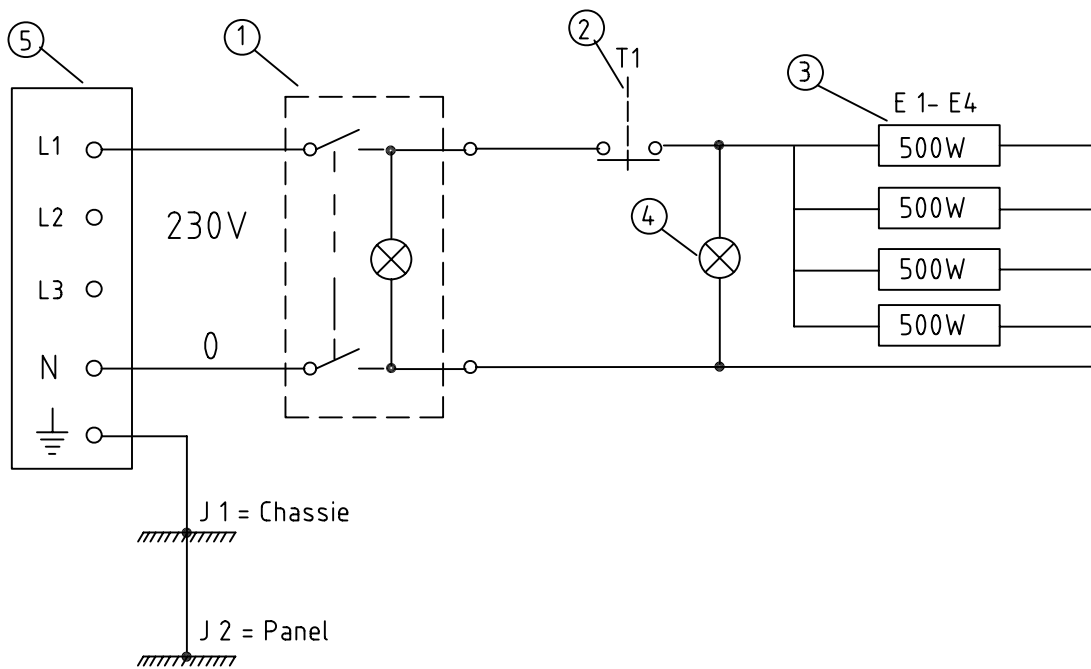 5
1
2
T1
3
E 1- E4
L1
500W
L2
230V
4
500W
L3
500W
500W
N
0
J 1 = Chassie
J 2 = Panel